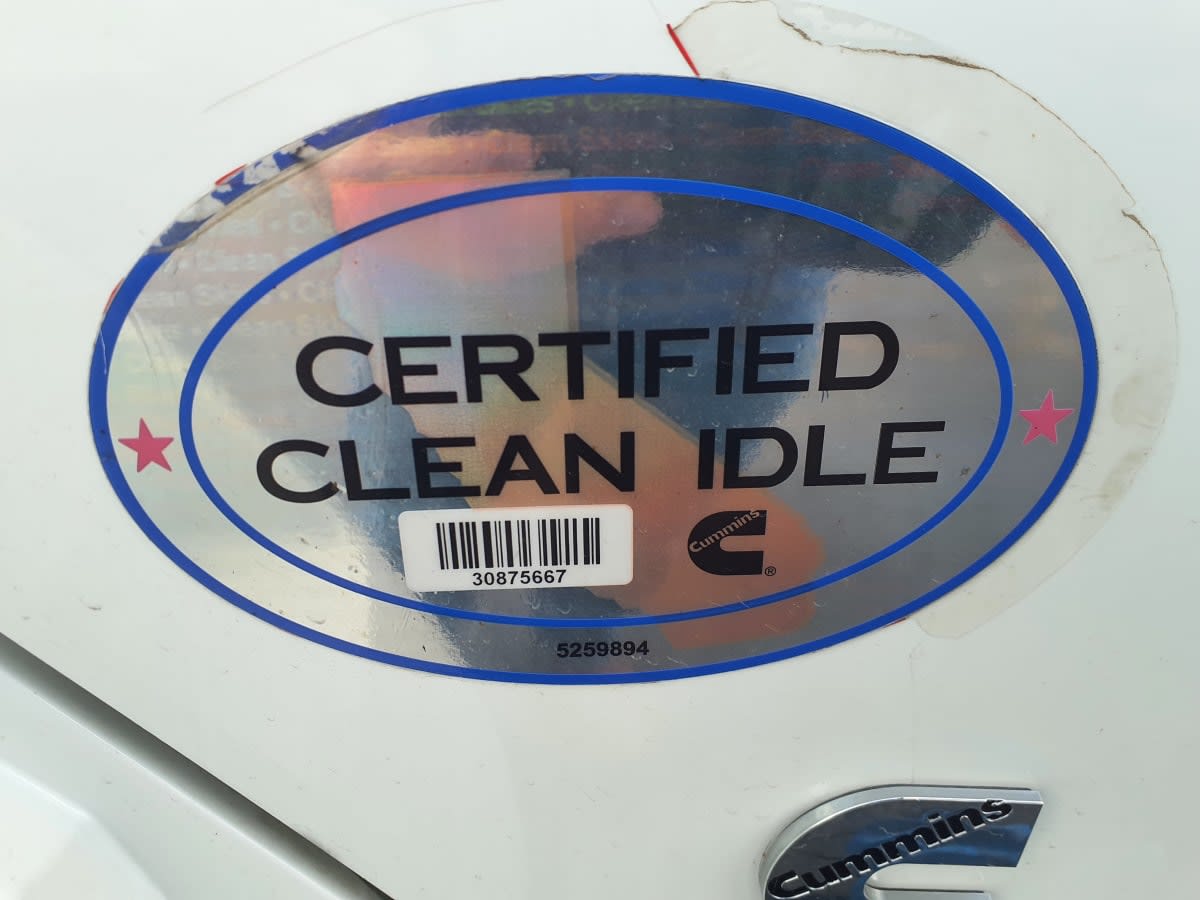 CERTIFIED
CLEAN IDLE
Cummins
®
30875667
5259894
Cummins